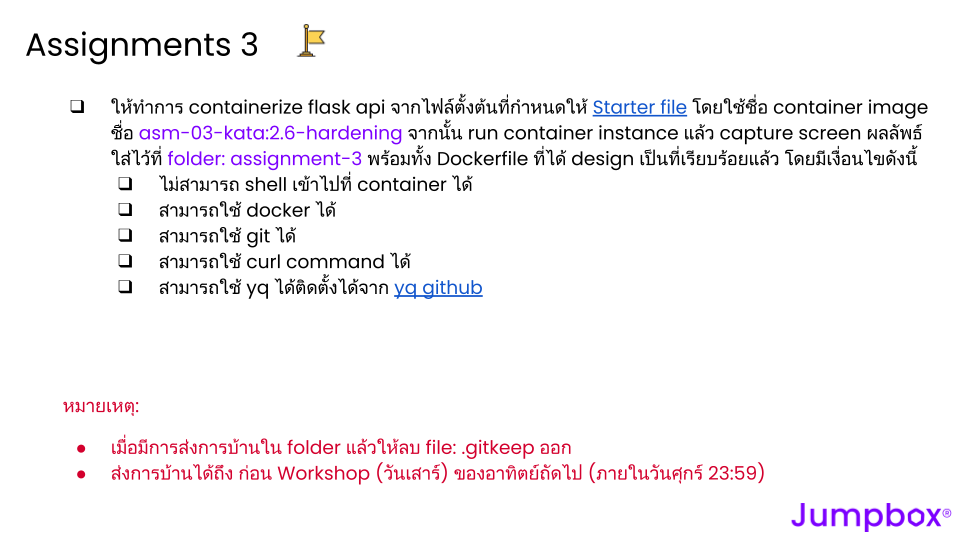 Assignments 3
❏ ให้ทำการ containerize flask api จากไฟล์ตั้งต้นที่กำหนดให้ Starter file โดยใช้ชื่อ container image
ชื่อ asm-03-kata:2.6-hardening จากนั้น run container instance แล้ว capture screen ผลลัพธ์
ใส่ไว้ที่ folder: assignment-3 พร้อมทั้ง Dockerfile ที่ได้ design เป็นที่เรียบร้อยแล้ว โดยมีเงื่อนไขดังนี้
❏ ไม่สามารถ shell เข้าไปที่ container ได้
❏ สามารถใช้ docker ได้
❏ สามารถใช้ git ได้
❏ สามารถใช้ curl command ได้
❏ สามารถใช้ yq ได้ติดตั้งได้จาก yq github
หมายเหตุ:
● เมื่อมีการส่งการบ้านใน folder แล้วให้ลบ file: .gitkeep ออก
● ส่งการบ้านได้ถึง ก่อน Workshop (วันเสาร์) ของอาทิตย์ถัดไป (ภายในวันศุกร์ 23:59)
Jumpbox®